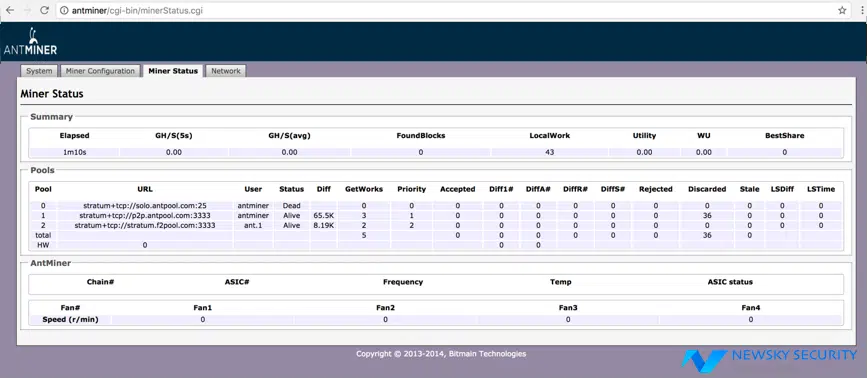 antminer/cgi-bin/minerStatus.cgi
ANTMINER
System Miner Configuration Miner Status Network
Miner Status
Summary
Elapsed GH/S(5s) GH/S(avg) FoundBlocks LocalWork Utility WU BestShare
1m10s 0.00 0.00 0 43 0.00 0.00 0
Pools
Pool URL User Status Diff GetWorks Priority Accepted Diff1# DiffA# DiffR# DiffS# Rejected Discarded Stale LSDiff LSTime
0 stratum+tcp://solo.antpool.com:25 antminer Dead 0 0 0 0 0 0 0 0 0 0 0 0
1 stratum+tcp://p2p.antpool.com:3333 antminer Alive 65.5K 3 1 0 0 0 0 0 0 36 0 0 0
2 stratum+tcp://stratum.f2pool.com:3333 ant.1 Alive 8.19K 2 2 0 0 0 0 0 0 0 0 0 0
total 5 0 0 0 0 0 0 36 0
HW 0 0 0
AntMiner
Chain# ASIC# Frequency Temp ASIC status
Fan# Fan1 Fan2 Fan3 Fan4
Speed (r/min) 0 0 0 0
Copyright © 2013-2014, Bitmain Technologies
NEWSKY SECURITY